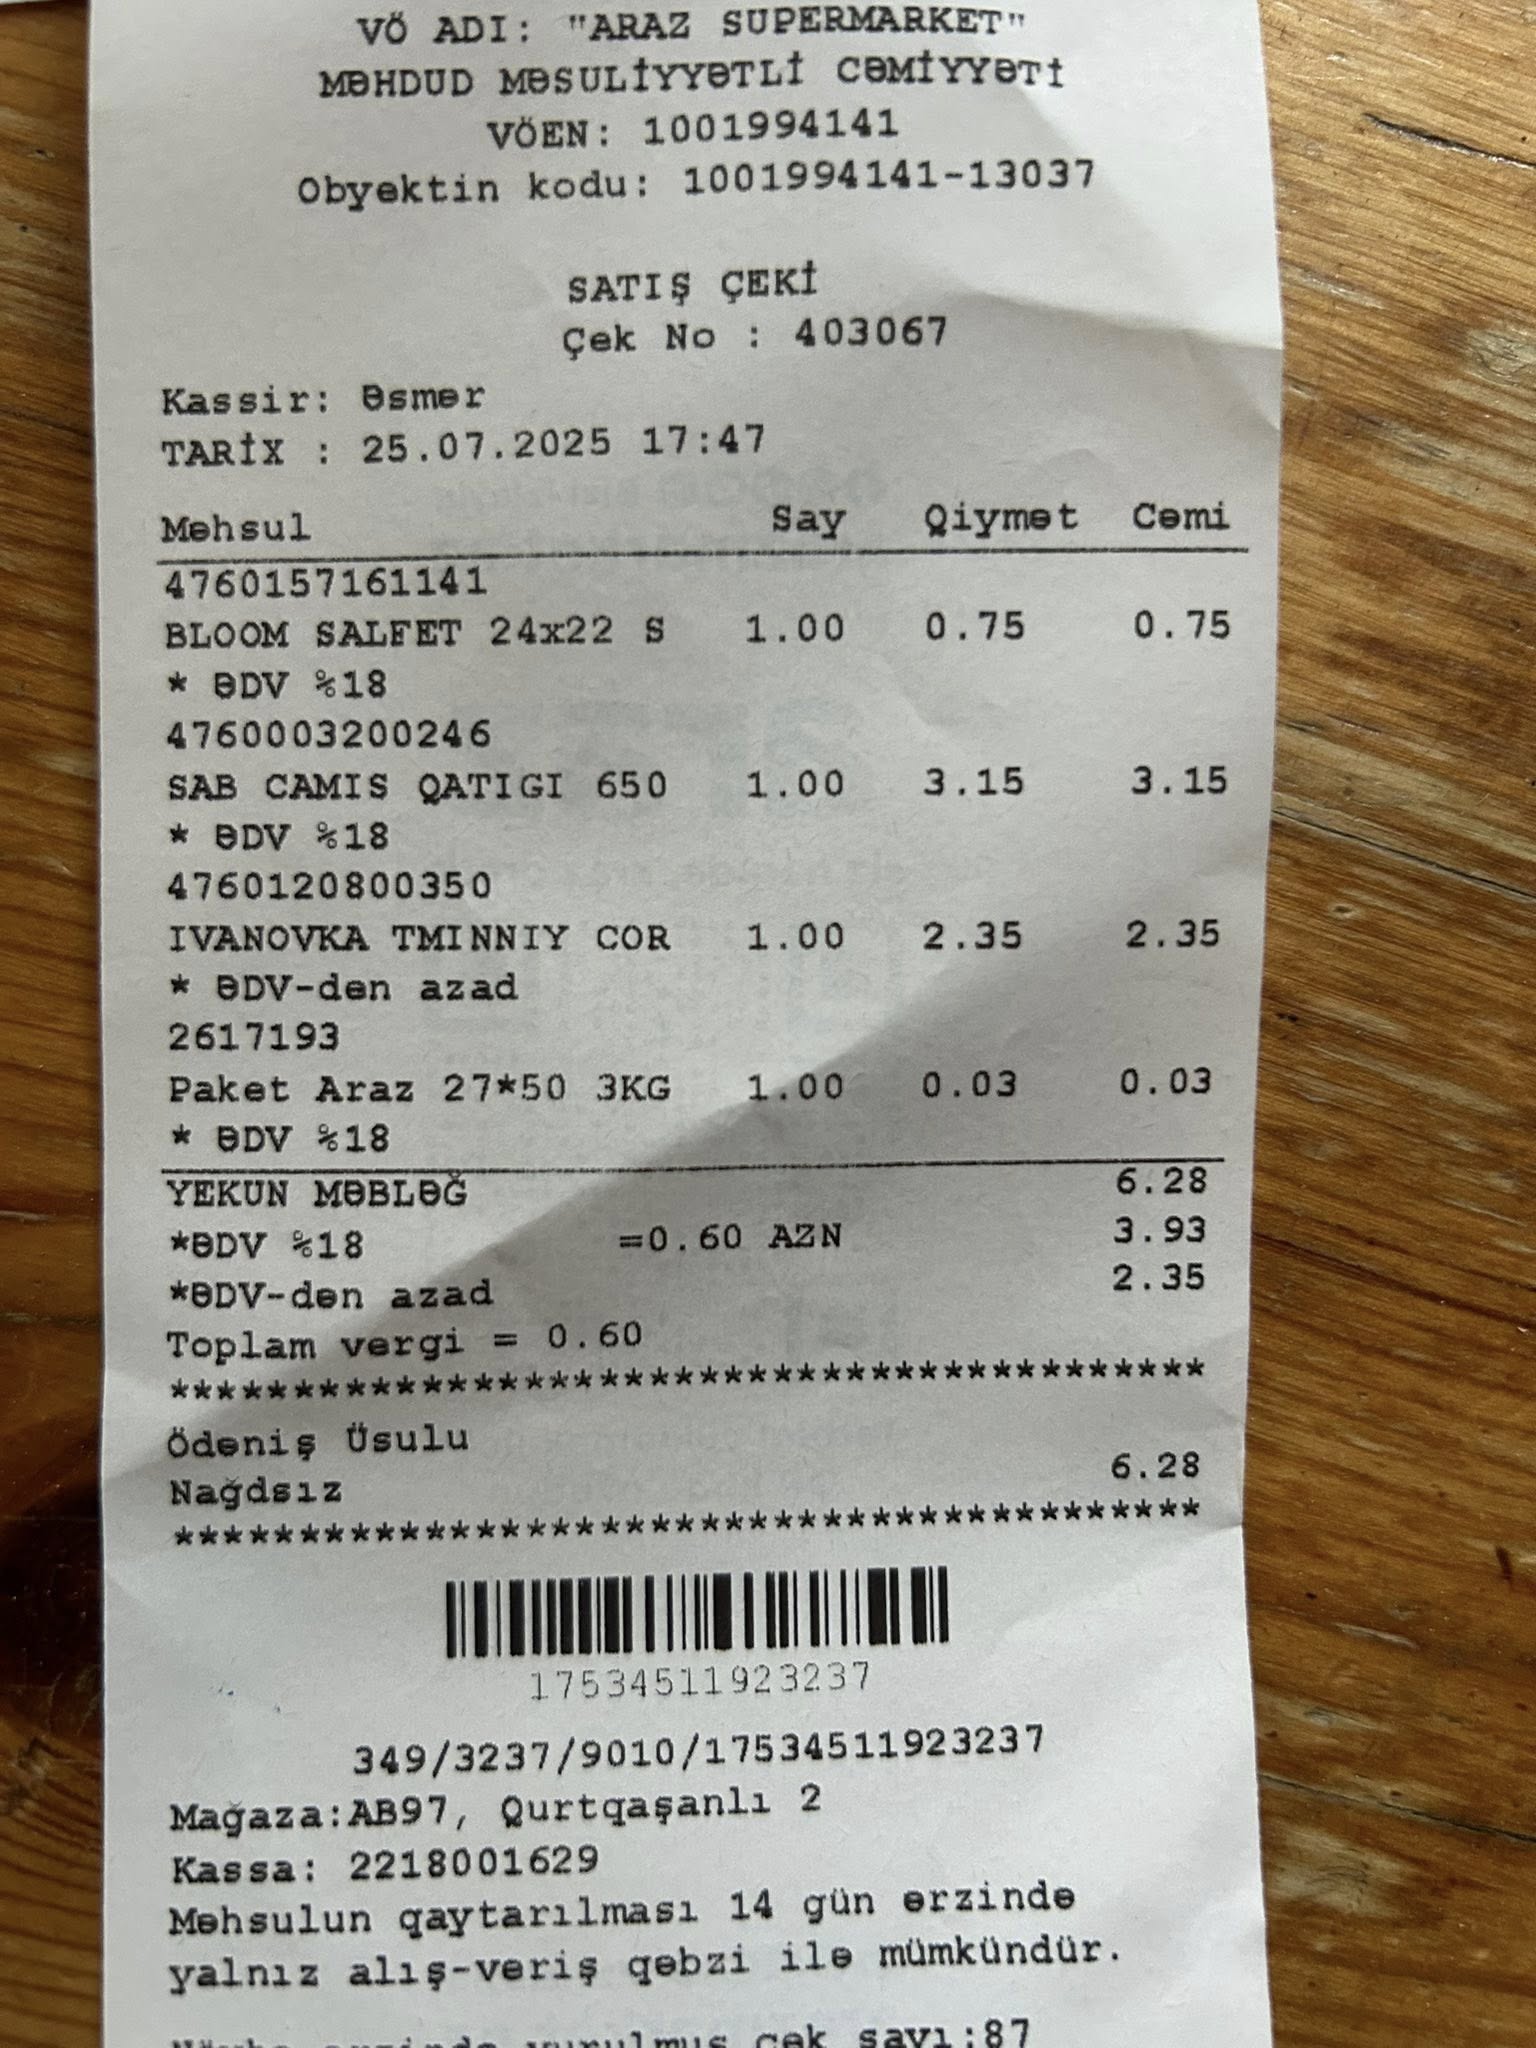 VÖ ADI: "ARAZ SUPERMARKET"
MƏHDUD MƏSULİYYƏTLİ CƏMİYYƏTİ
VÖEN: 1001994141
Obyektin kodu: 1001994141-13037
SATIŞ ÇEKİ
Çek No : 403067
Kassir: Əsmər
TARİX : 25.07.2025 17:47
Məhsul Say Qiymət Cəmi
4760157161141
BLOOM SALFET 24x22 S 1.00 0.75 0.75
* ƏDV %18
4760003200246
SAB CAMIS QATIGI 650 1.00 3.15 3.15
* ƏDV %18
4760120800350
IVANOVKA TMINNIY COR 1.00 2.35 2.35
* ƏDV-dən azad
2617193
Paket Araz 27*50 3KG 1.00 0.03 0.03
* ƏDV %18
YEKUN MƏBLƏĞ 6.28
*ƏDV %18 =0.60 AZN 3.93
*ƏDV-dən azad 2.35
Toplam vergi = 0.60
*******************************************
Ödəniş Üsulu
Nağdsız 6.28
*******************************************
17534511923237
349/3237/9010/17534511923237
Mağaza:AB97, Qurtqaşanlı 2
Kassa: 2218001629
Məhsulun qaytarılması 14 gün ərzində
yalnız alış-veriş qəbzi ilə mümkündür.
ərzində vurulmuş çek sayı:87